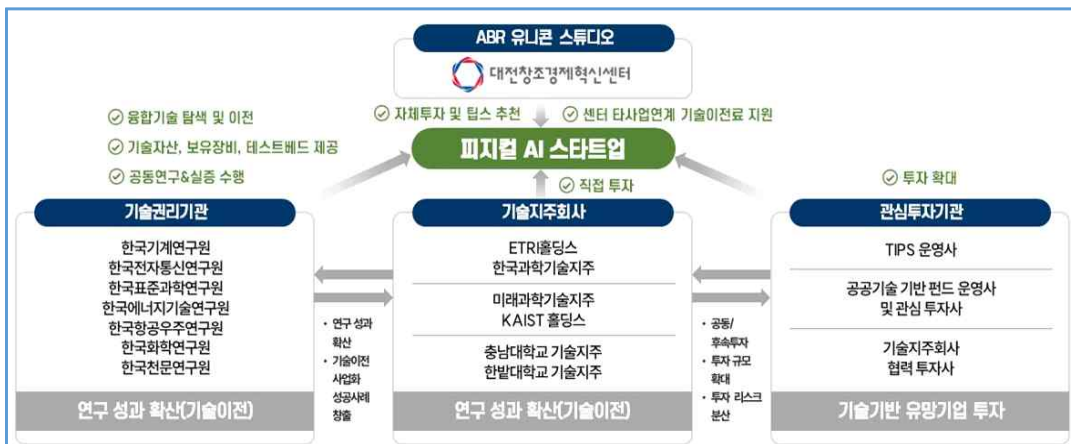 ABR 유니콘 스튜디오
대전창조경제혁신센터
자체투자 및 팁스 추천
센터 타사업연계 기술이전료 지원
융합기술 탐색 및 이전
기술자산, 보유장비, 테스트베드 제공
공동연구&실증 수행
피지컬 AI 스타트업
직접 투자
투자 확대
기술권리기관
한국기계연구원
한국전자통신연구원
한국표준과학연구원
한국에너지기술연구원
한국항공우주연구원
한국화학연구원
한국천문연구원
연구 성과 확산(기술이전)
• 연구 성과
확산
• 기술이전
사업화
성공사례
창출
기술지주회사
ETRI홀딩스
한국과학기술지주
미래과학기술지주
KAIST 홀딩스
충남대학교 기술지주
한밭대학교 기술지주
연구 성과 확산(기술이전)
• 공동/
후속투자
• 투자 규모
확대
• 투자 리스크
분산
관심투자기관
TIPS 운영사
공공기술 기반 펀드 운영사
및 관심 투자사
기술지주회사
협력 투자사
기술기반 유망기업 투자